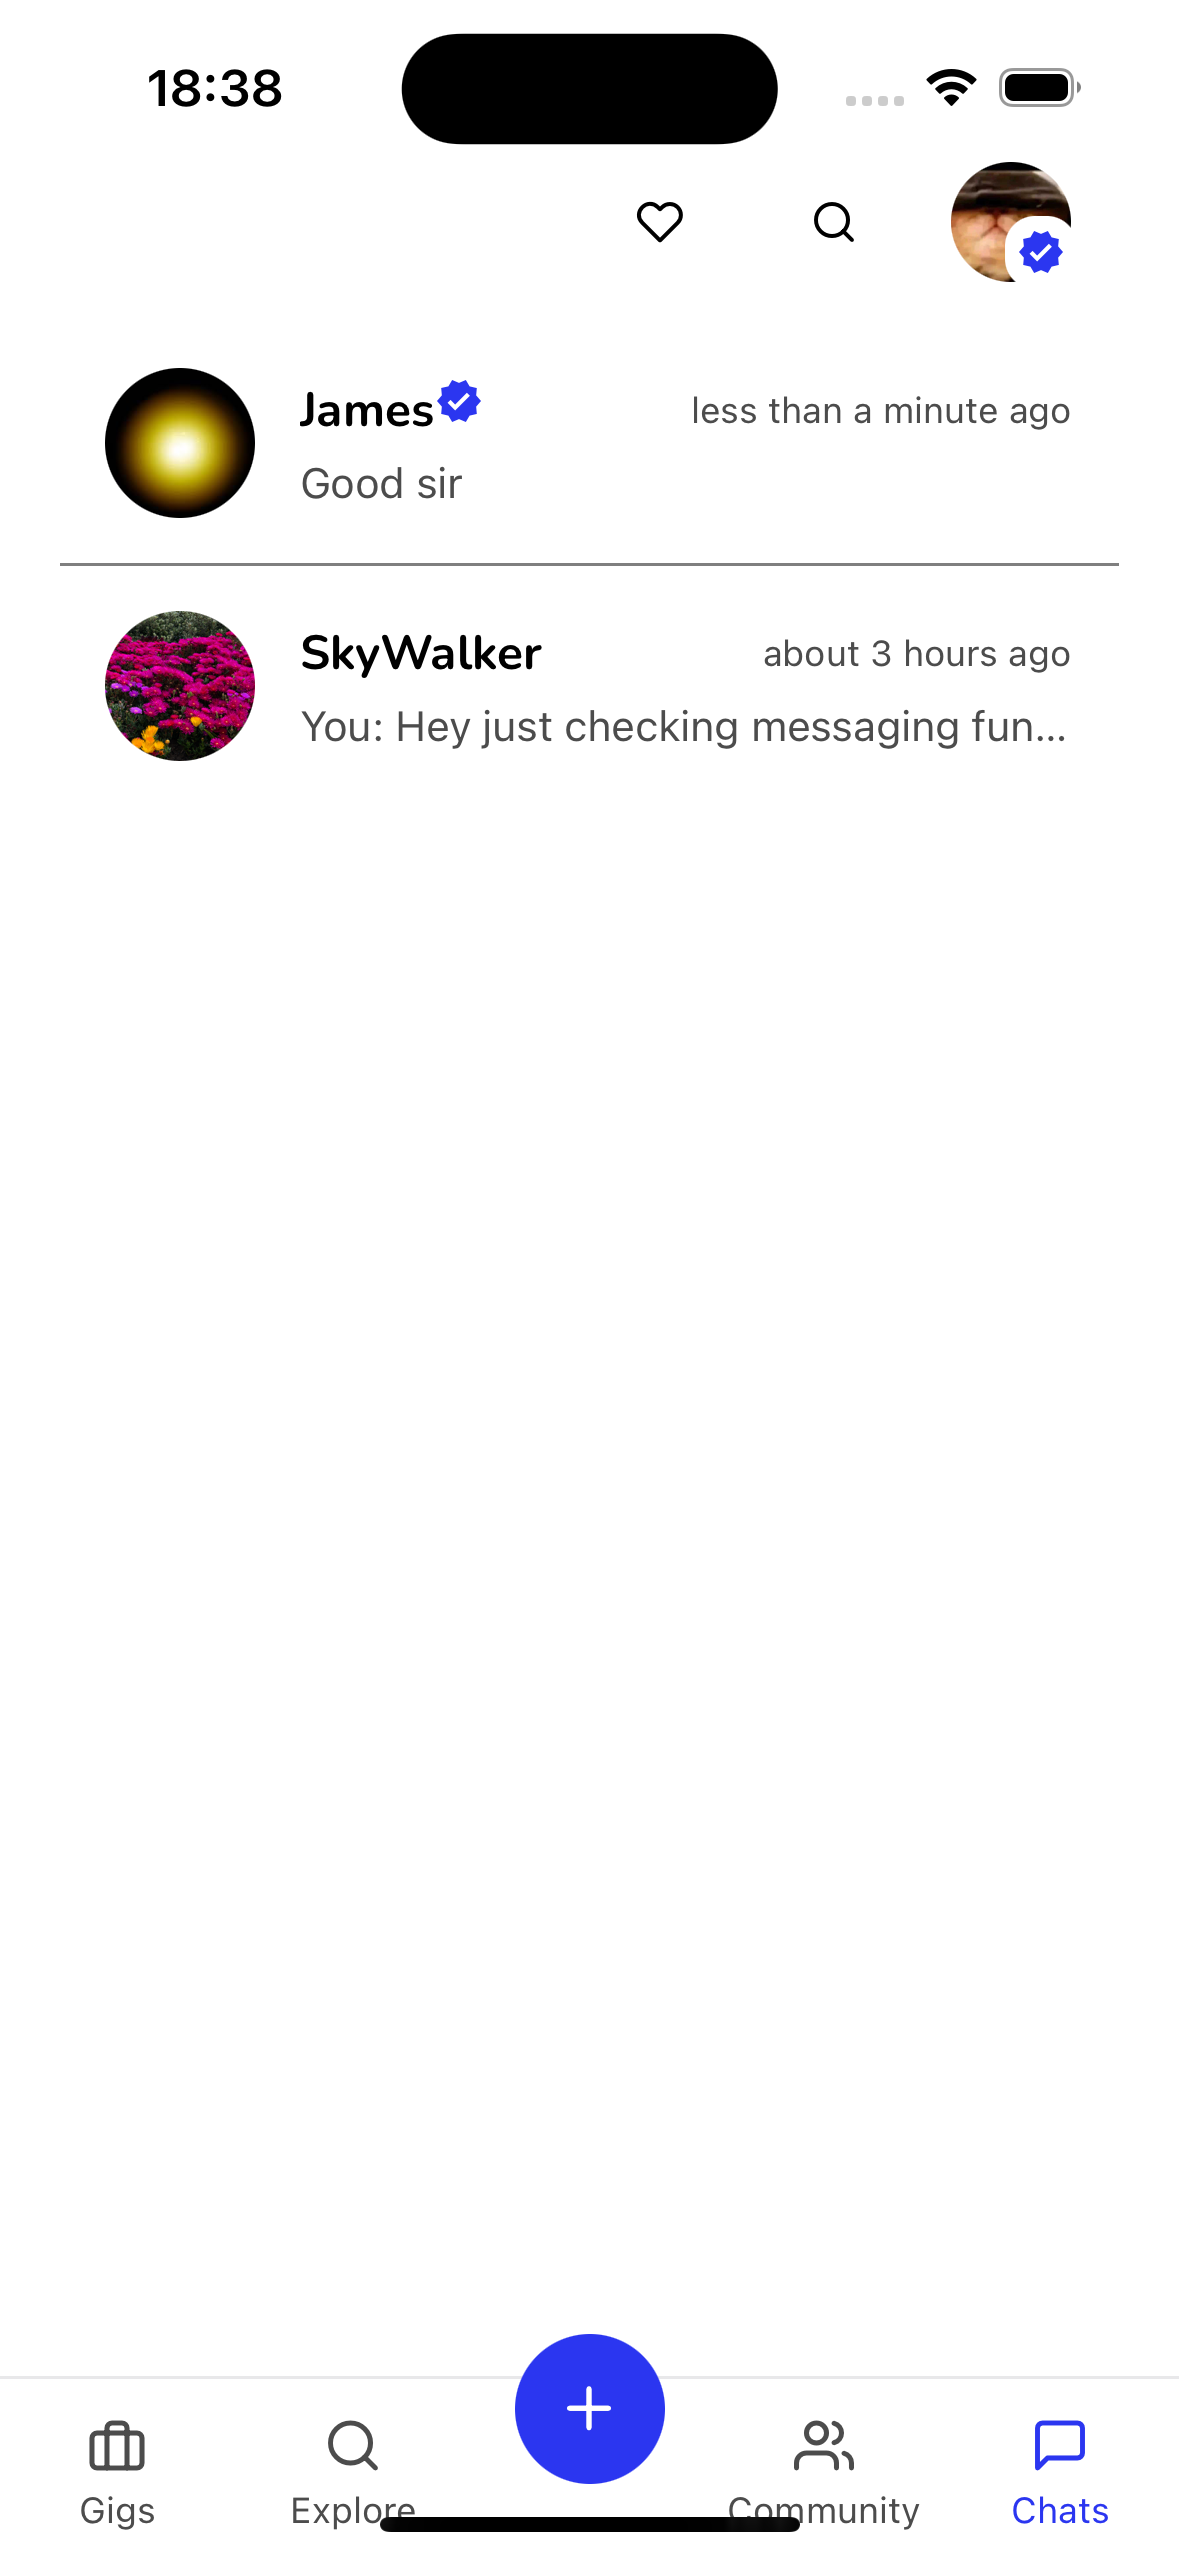 18:38
James
less than a minute ago
Good sir
SkyWalker
about 3 hours ago
You: Hey just checking messaging fun...
Gigs
Explore
Community
Chats